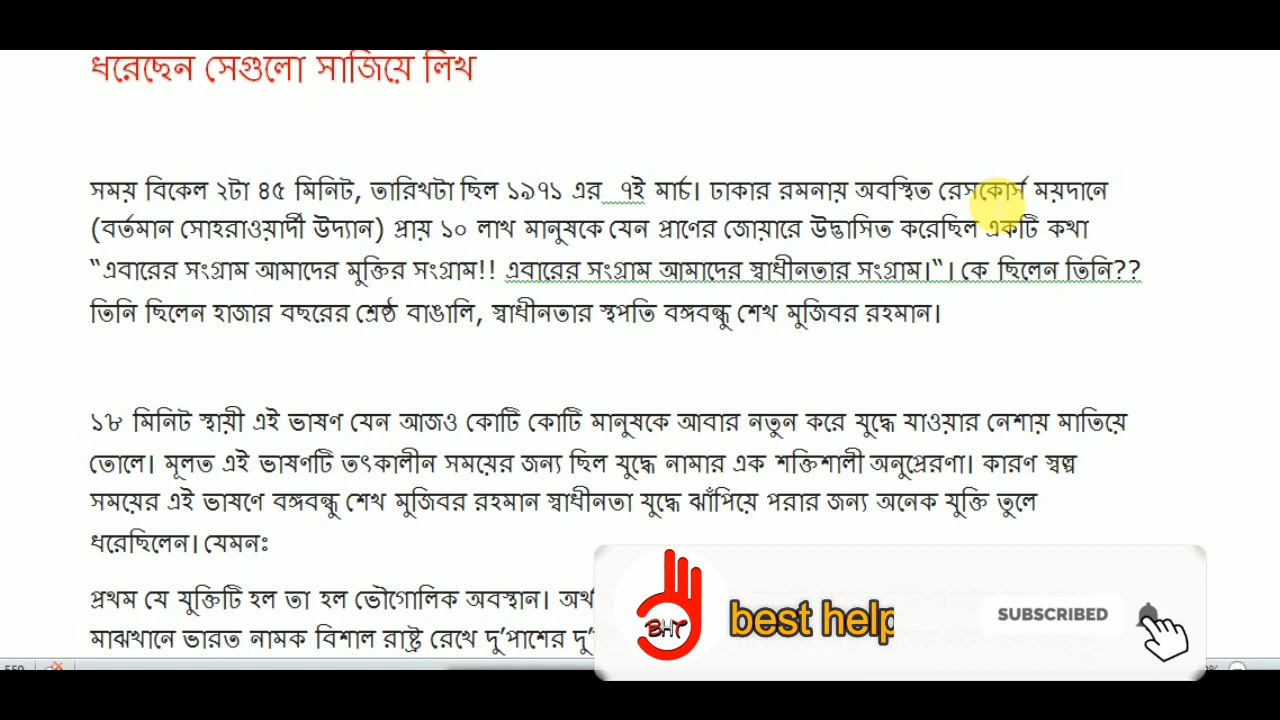 ধরেছেন সেগুলো সাজিয়ে লিখ
সময় বিকেল ২টা ৪৫ মিনিট, তারিখটা ছিল ১৯৭১ এর ৭ই মার্চ। ঢাকার রমনায় অবস্থিত রেসকোর্স ময়দানে
(বর্তমান সোহরাওয়ার্দী উদ্যান) প্রায় ১০ লাখ মানুষকে যেন প্রাণের জোয়ারে উদ্ভাসিত করেছিল একটি কথা
“এবারের সংগ্রাম আমাদের মুক্তির সংগ্রাম!! এবারের সংগ্রাম আমাদের স্বাধীনতার সংগ্রাম।“। কে ছিলেন তিনি??
তিনি ছিলেন হাজার বছরের শ্রেষ্ঠ বাঙালি, স্বাধীনতার স্থপতি বঙ্গবন্ধু শেখ মুজিবর রহমান।
১৮ মিনিট স্থায়ী এই ভাষণ যেন আজও কোটি কোটি মানুষকে আবার নতুন করে যুদ্ধে যাওয়ার নেশায় মাতিয়ে
তোলে। মূলত এই ভাষণটি তৎকালীন সময়ের জন্য ছিল যুদ্ধে নামার এক শক্তিশালী অনুপ্রেরণা। কারণ স্বল্প
সময়ের এই ভাষণে বঙ্গবন্ধু শেখ মুজিবর রহমান স্বাধীনতা যুদ্ধে ঝাঁপিয়ে পরার জন্য অনেক যুক্তি তুলে
ধরেছিলেন। যেমনঃ
প্রথম যে যুক্তিটি হল তা হল ভৌগোলিক অবস্থান।
মাঝখানে ভারত নামক বিশাল রাষ্ট্র রেখে দু’পাশের
BHT
best help
SUBSCRIBED